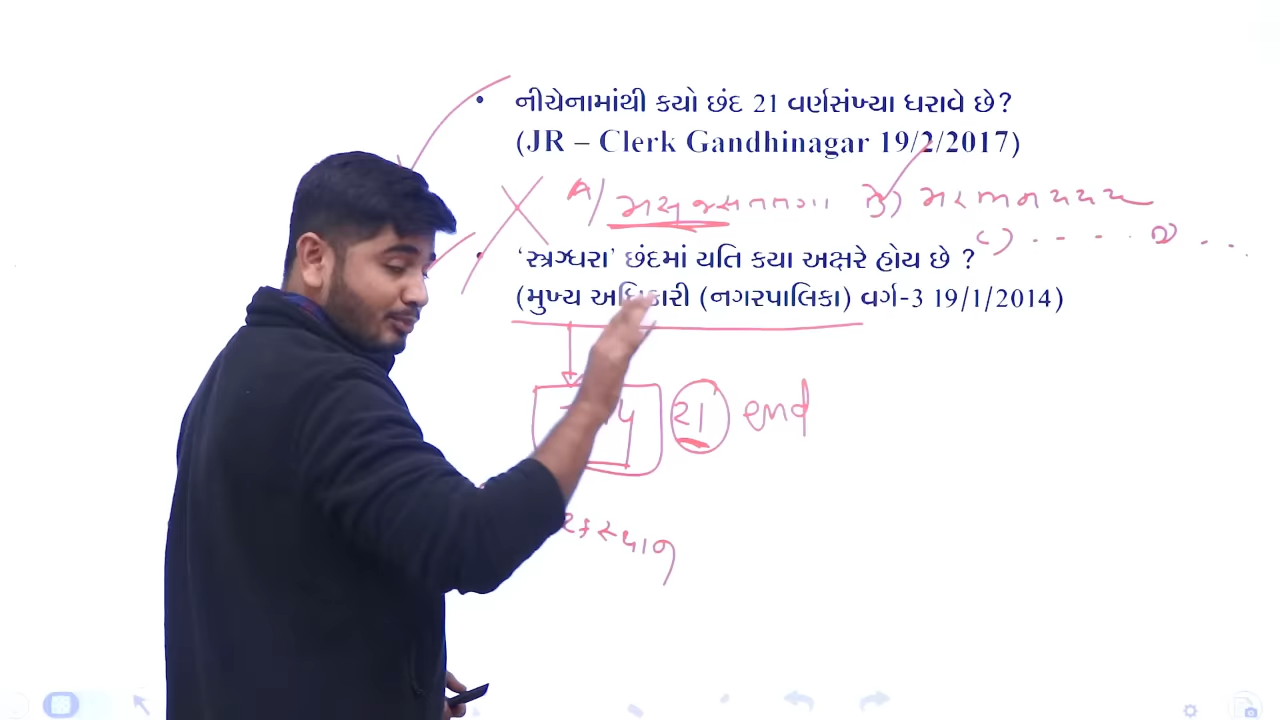 • નીચેનામાંથી કયો છંદ 21 વર્ણસંખ્યા ધરાવે છે?
(JR – Clerk Gandhinagar 19/2/2017)
A) મસજસતતગા B) મરભનયયય
C) . - - - D) - - .
• ‘સ્ત્રગ્ધરા’ છંદમાં યતિ કયા અક્ષરે હોય છે ?
(મુખ્ય અધિકારી (નગરપાલિકા) વર્ગ-3 19/1/2014)
21 end